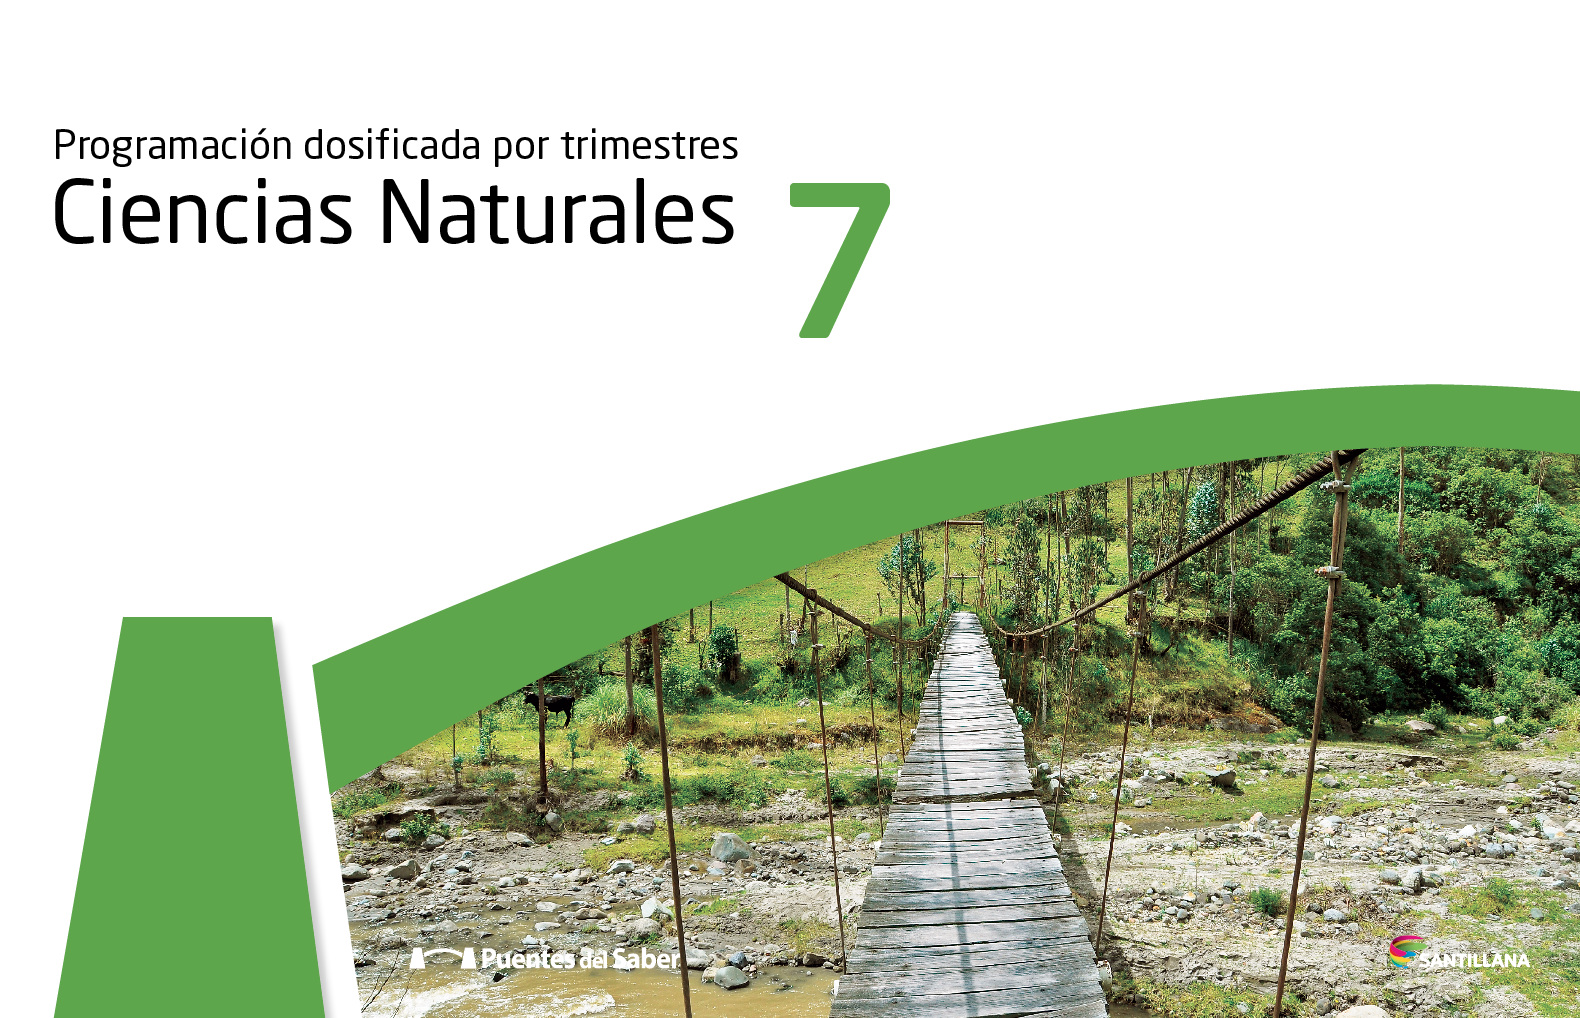 Programación dosificada por trimestres
Ciencias Naturales 7
Puentes del Saber
SANTILLANA